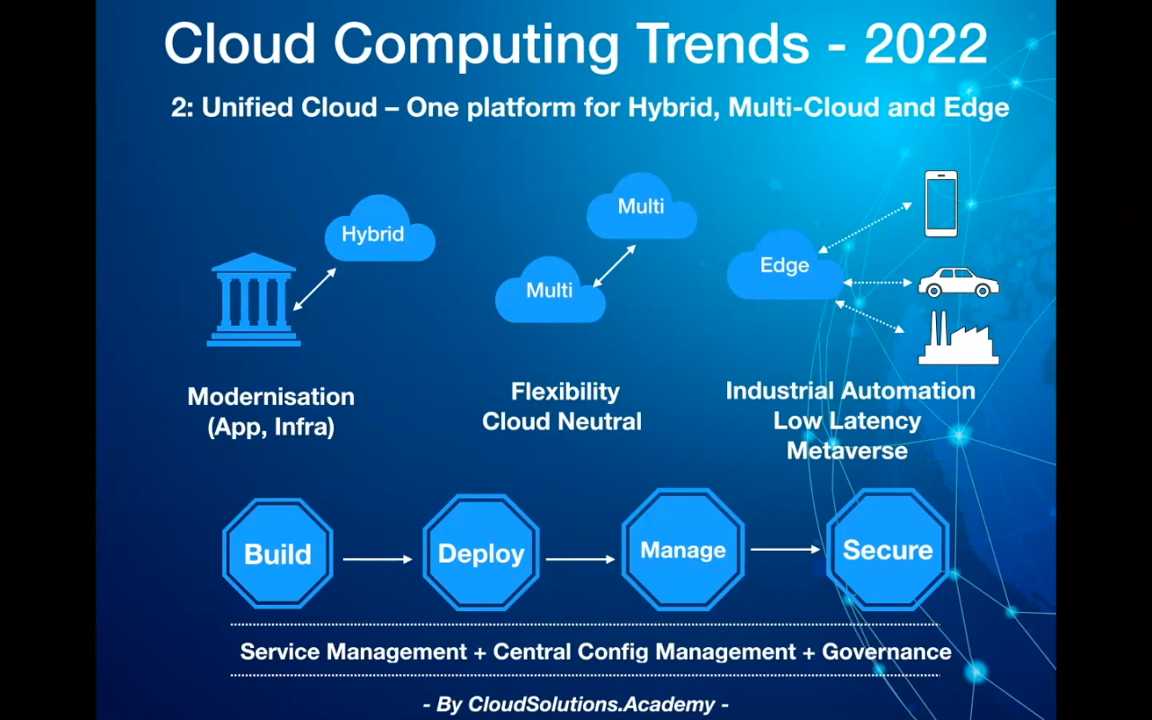 Cloud Computing Trends - 2022
2: Unified Cloud – One platform for Hybrid, Multi-Cloud and Edge
Hybrid
Multi
Multi
Edge
Modernisation
(App, Infra)
Flexibility
Cloud Neutral
Industrial Automation
Low Latency
Metaverse
Build
Deploy
Manage
Secure
Service Management + Central Config Management + Governance
- By CloudSolutions.Academy -